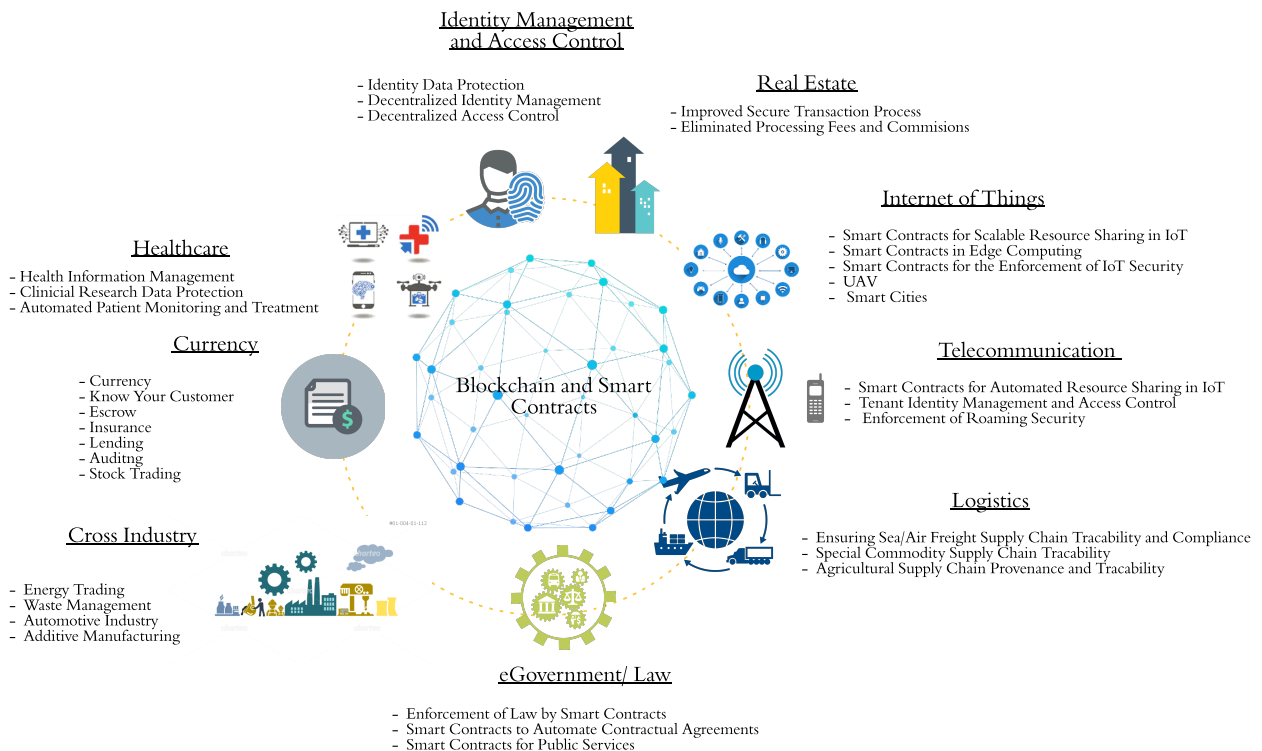 Identity Management
and Access Control
- Identity Data Protection
- Decentralized Identity Management
- Decentralized Access Control
Real Estate
- Improved Secure Transaction Process
- Eliminated Processing Fees and Commisions
Internet of Things
- Smart Contracts for Scalable Resource Sharing in IoT
- Smart Contracts in Edge Computing
- Smart Contracts for the Enforcement of IoT Security
- UAV
- Smart Cities
Healthcare
- Health Information Management
- Clinicial Research Data Protection
- Automated Patient Monitoring and Treatment
Currency
- Currency
- Know Your Customer
- Escrow
- Insurance
- Lending
- Auditng
- Stock Trading
Blockchain and Smart
Contracts
Telecommunication
- Smart Contracts for Automated Resource Sharing in IoT
- Tenant Identity Management and Access Control
- Enforcement of Roaming Security
Logistics
- Ensuring Sea/Air Freight Supply Chain Tracability and Compliance
- Special Commodity Supply Chain Tracability
- Agricultural Supply Chain Provenance and Tracability
#01-004-01-112
Cross Industry
- Energy Trading
- Waste Management
- Automotive Industry
- Additive Manufacturing
eGovernment/ Law
- Enforcement of Law by Smart Contracts
- Smart Contracts to Automate Contractual Agreements
- Smart Contracts for Public Services